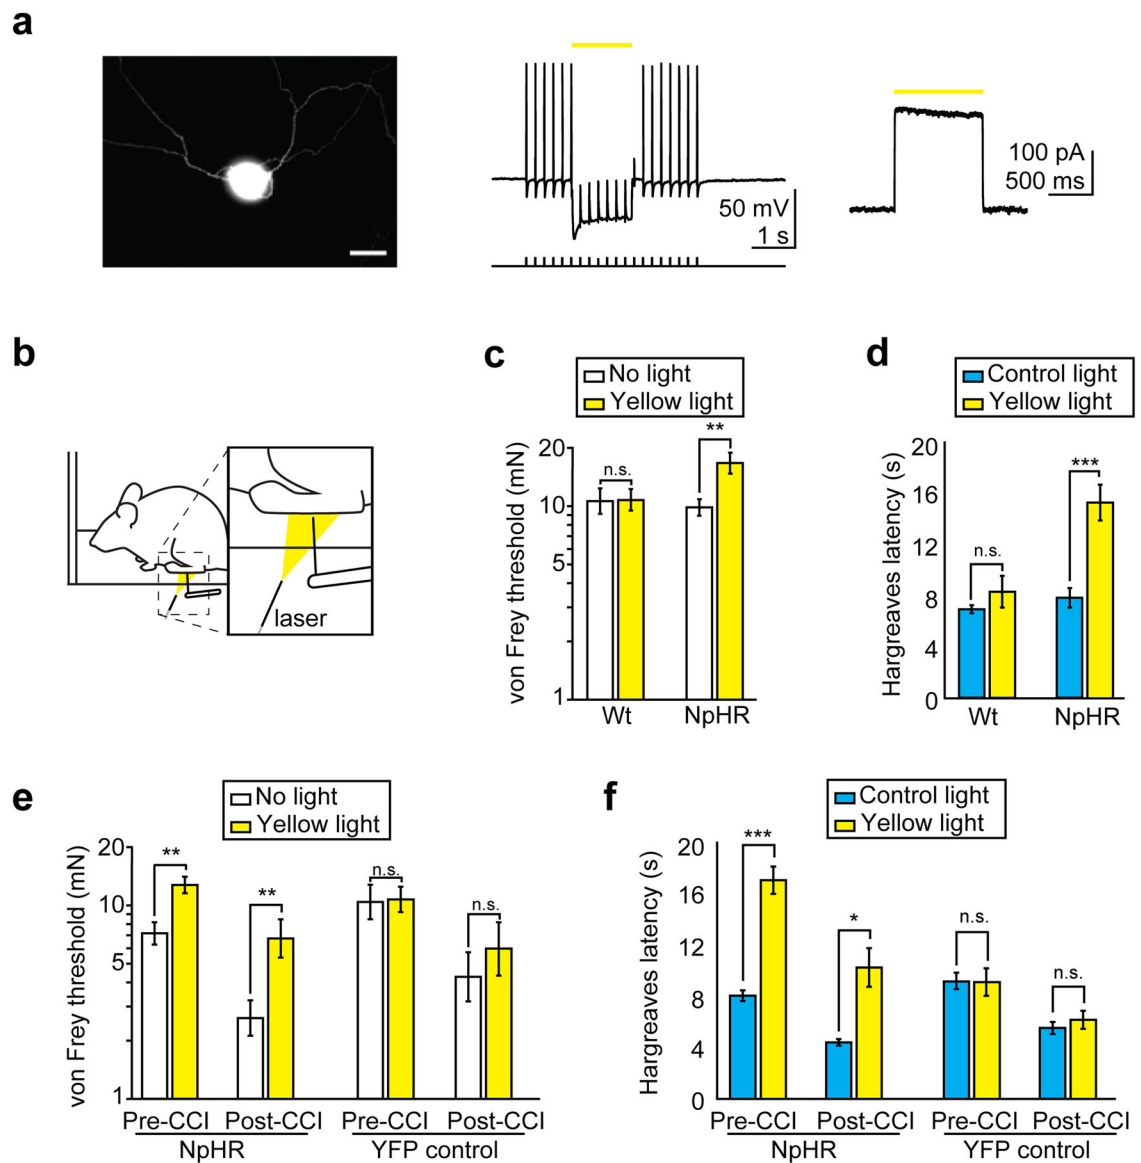 a
50 mV
1 s
100 pA
500 ms
b
laser
c
No light
Yellow light
von Frey threshold (mN)
20
10
5
1
n.s.
**
Wt NpHR
d
Control light
Yellow light
Hargreaves latency (s)
20
16
12
8
4
0
n.s.
***
Wt NpHR
e
No light
Yellow light
von Frey threshold (mN)
20
10
5
1
**
**
n.s.
n.s.
Pre-CCI Post-CCI Pre-CCI Post-CCI
NpHR YFP control
f
Control light
Yellow light
Hargreaves latency (s)
20
16
12
8
4
0
***
*
n.s.
n.s.
Pre-CCI Post-CCI Pre-CCI Post-CCI
NpHR YFP control